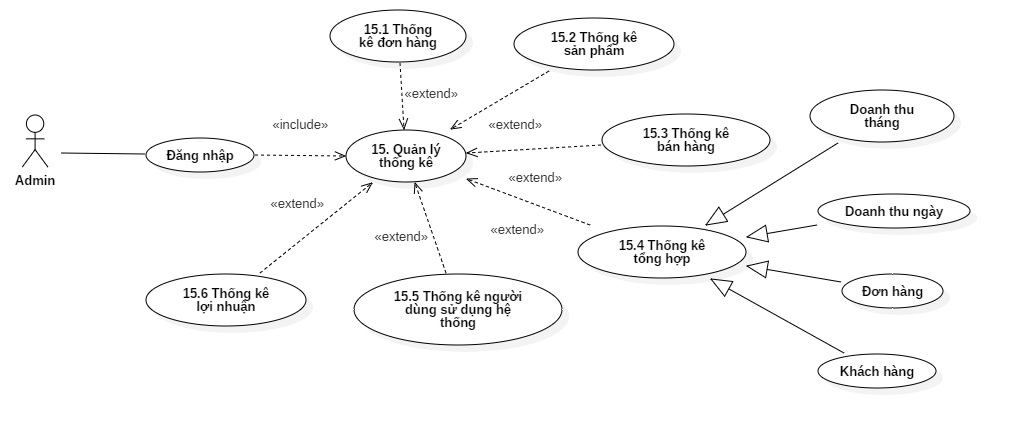 15.1 Thống
kê đơn hàng
15.2 Thống kê
sản phẩm
«extend»
Doanh thu
tháng
«include»
«extend»
15.3 Thống kê
bán hàng
Đăng nhập
15. Quản lý
thống kê
Admin
«extend»
«extend»
Doanh thu ngày
«extend»
«extend»
15.4 Thống kê
tổng hợp
15.6 Thống kê
lợi nhuận
15.5 Thống kê người
dùng sử dụng hệ
thống
Đơn hàng
Khách hàng